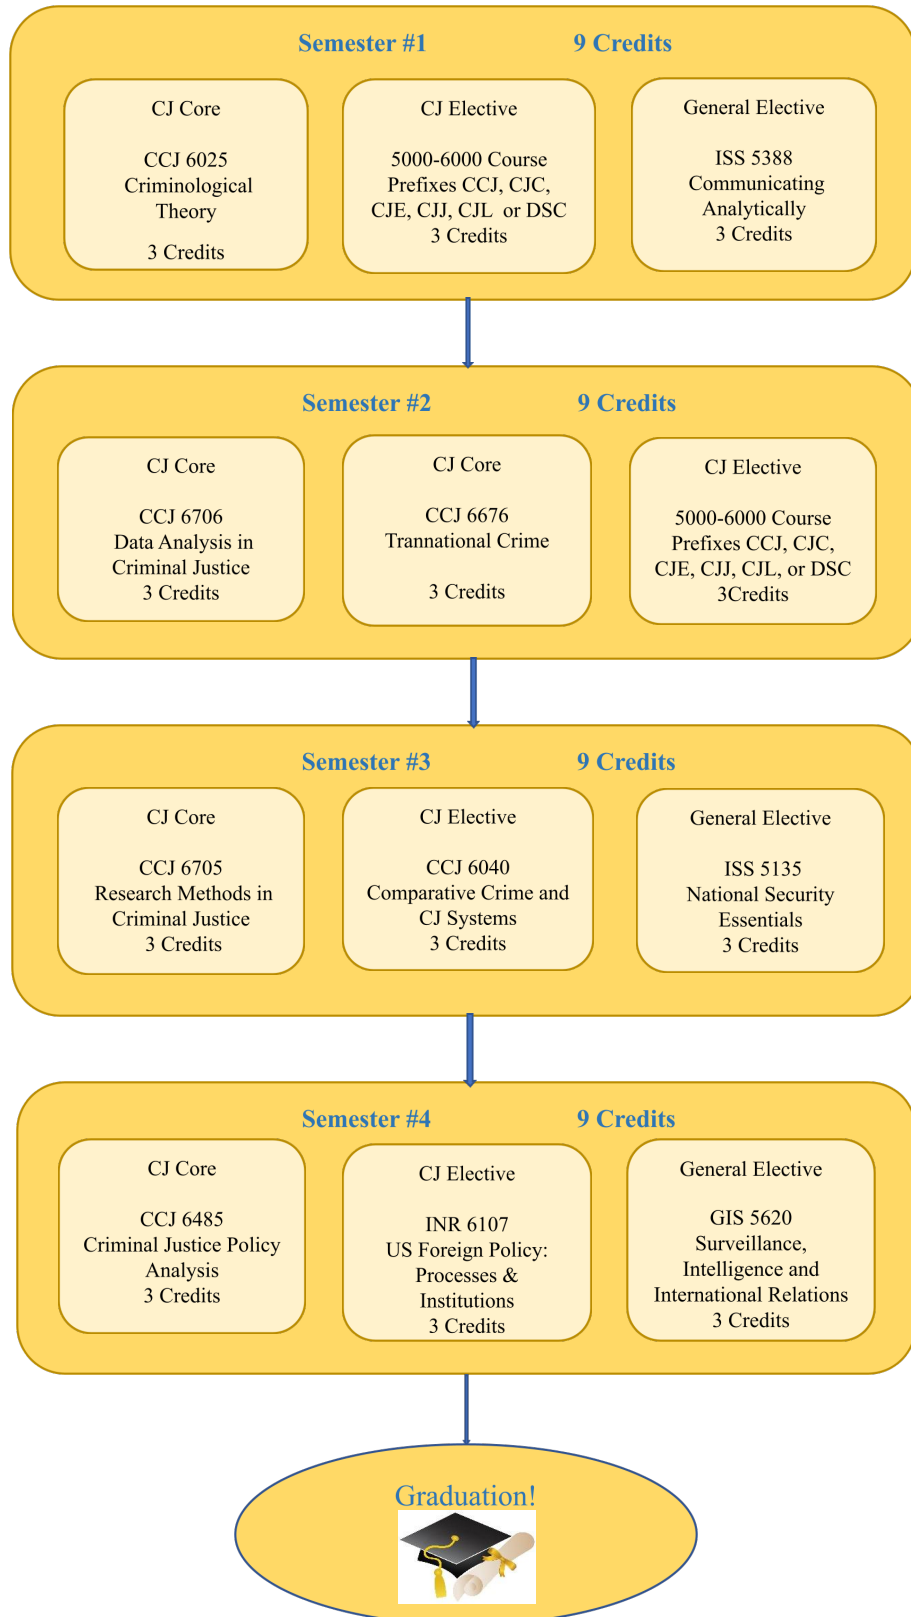 Semester #1 9 Credits
CJ Core
CCJ 6025
Criminological
Theory
3 Credits
CJ Elective
5000-6000 Course
Prefixes CCJ, CJC,
CJE, CJJ, CJL or DSC
3 Credits
General Elective
ISS 5388
Communicating
Analytically
3 Credits
Semester #2 9 Credits
CJ Core
CCJ 6706
Data Analysis in
Criminal Justice
3 Credits
CJ Core
CCJ 6676
Trannational Crime
3 Credits
CJ Elective
5000-6000 Course
Prefixes CCJ, CJC,
CJE, CJJ, CJL, or DSC
3Credits
Semester #3 9 Credits
CJ Core
CCJ 6705
Research Methods in
Criminal Justice
3 Credits
CJ Elective
CCJ 6040
Comparative Crime and
CJ Systems
3 Credits
General Elective
ISS 5135
National Security
Essentials
3 Credits
Semester #4 9 Credits
CJ Core
CCJ 6485
Criminal Justice Policy
Analysis
3 Credits
CJ Elective
INR 6107
US Foreign Policy:
Processes &
Institutions
3 Credits
General Elective
GIS 5620
Surveillance,
Intelligence and
International Relations
3 Credits
Graduation!